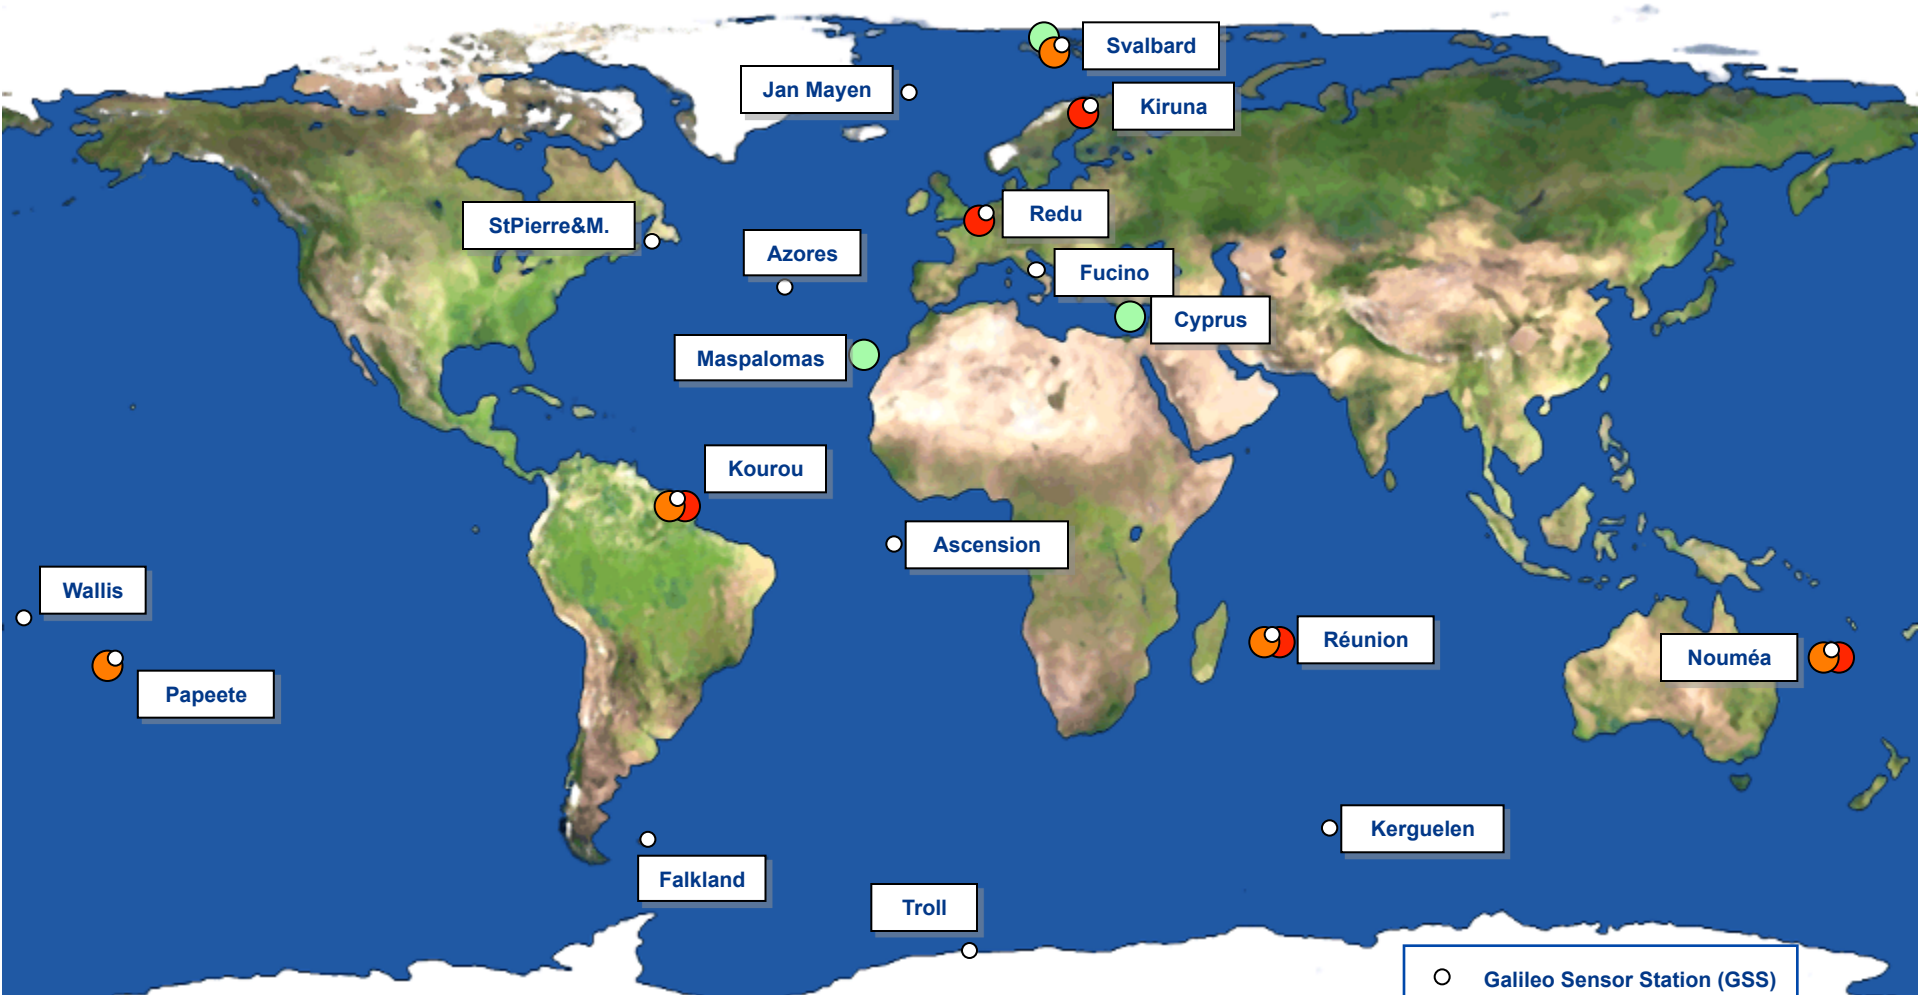 Svalbard
Jan Mayen
Kiruna
Redu
StPierre&M.
Azores
Fucino
Cyprus
Maspalomas
Kourou
Ascension
Wallis
Réunion
Nouméa
Papeete
Kerguelen
Falkland
Troll
Galileo Sensor Station (GSS)